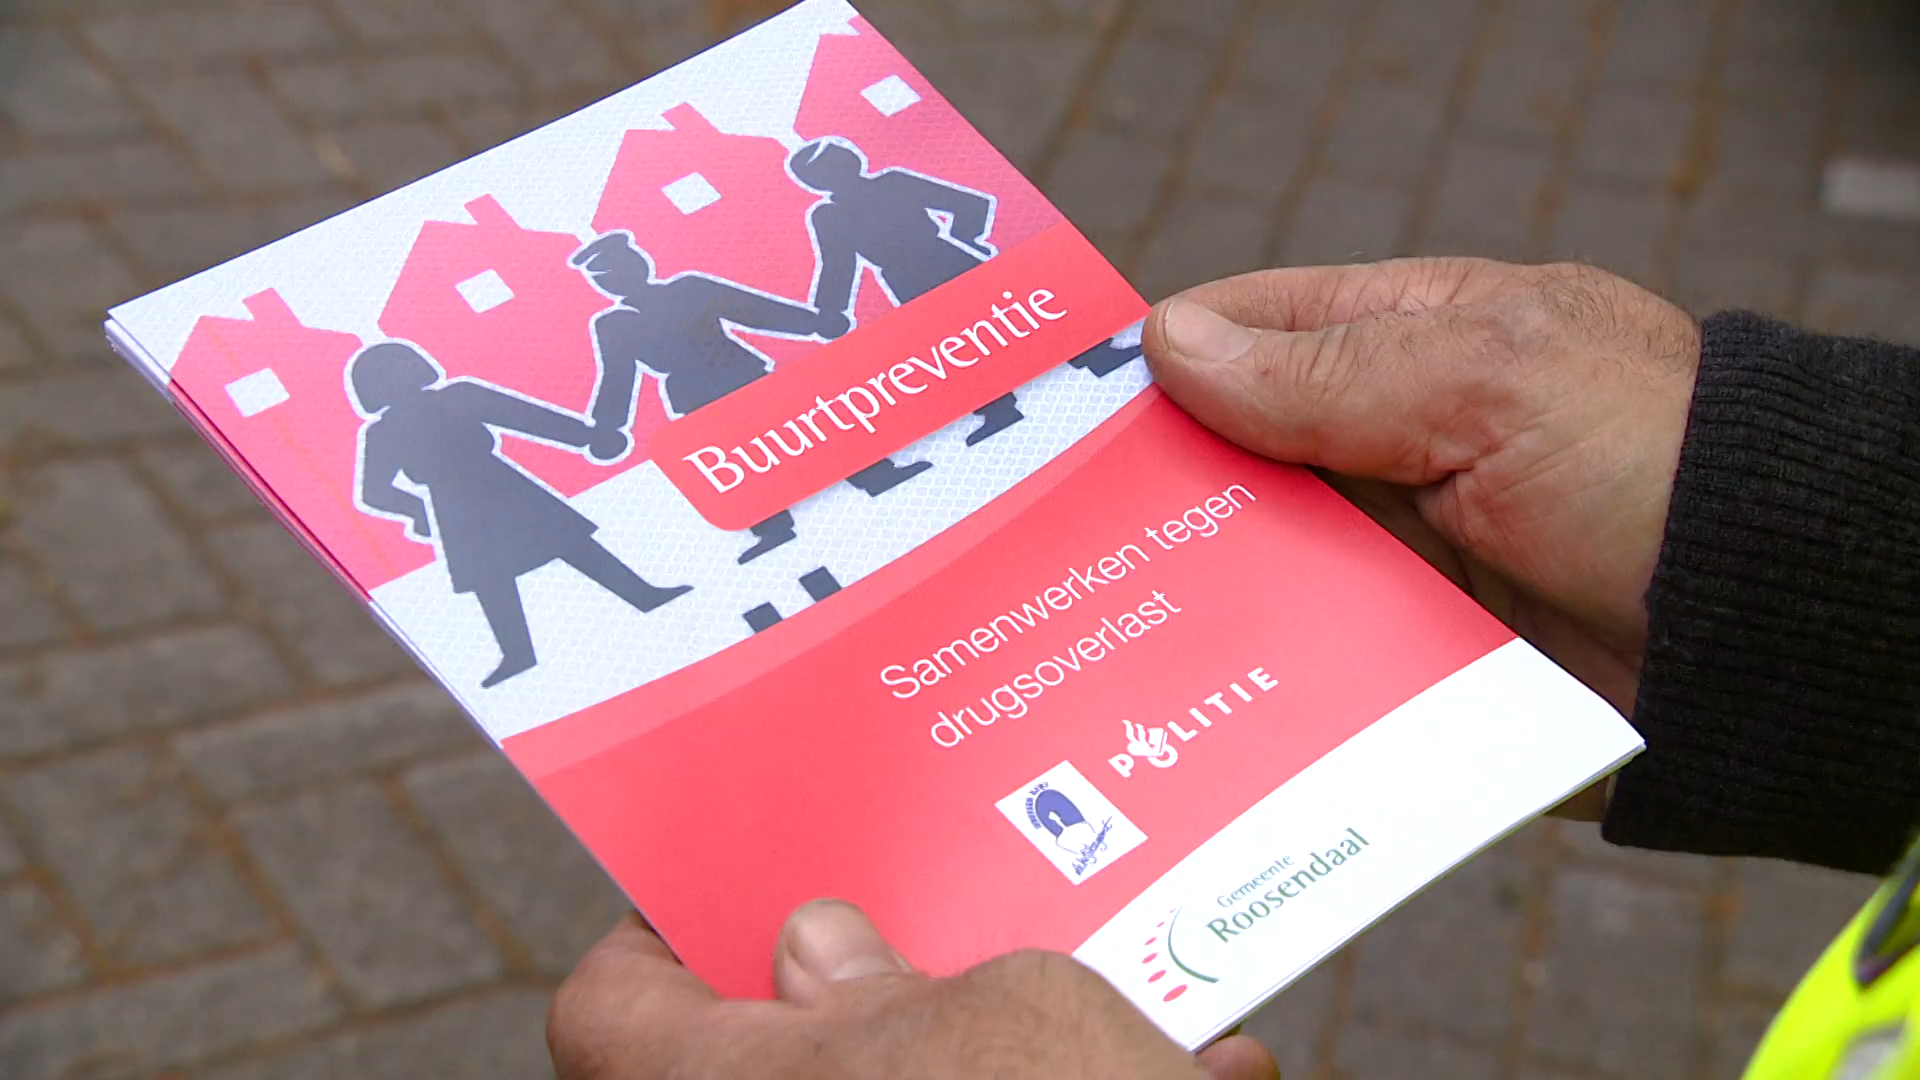 Buurtpreventie
Samenwerken tegen
drugsoverlast
POLITIE
Gemeente
Roosendaal